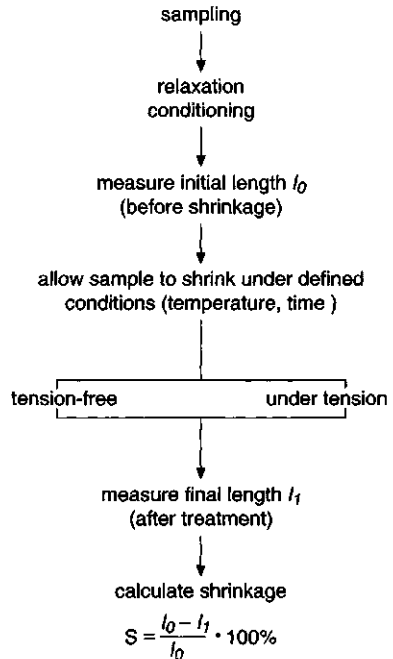 sampling
relaxation
conditioning
measure initial length l₀
(before shrinkage)
allow sample to shrink under defined
conditions (temperature, time )
tension-free under tension
measure final length l₁
(after treatment)
calculate shrinkage
S = (l₀ – l₁) / l₀ • 100%